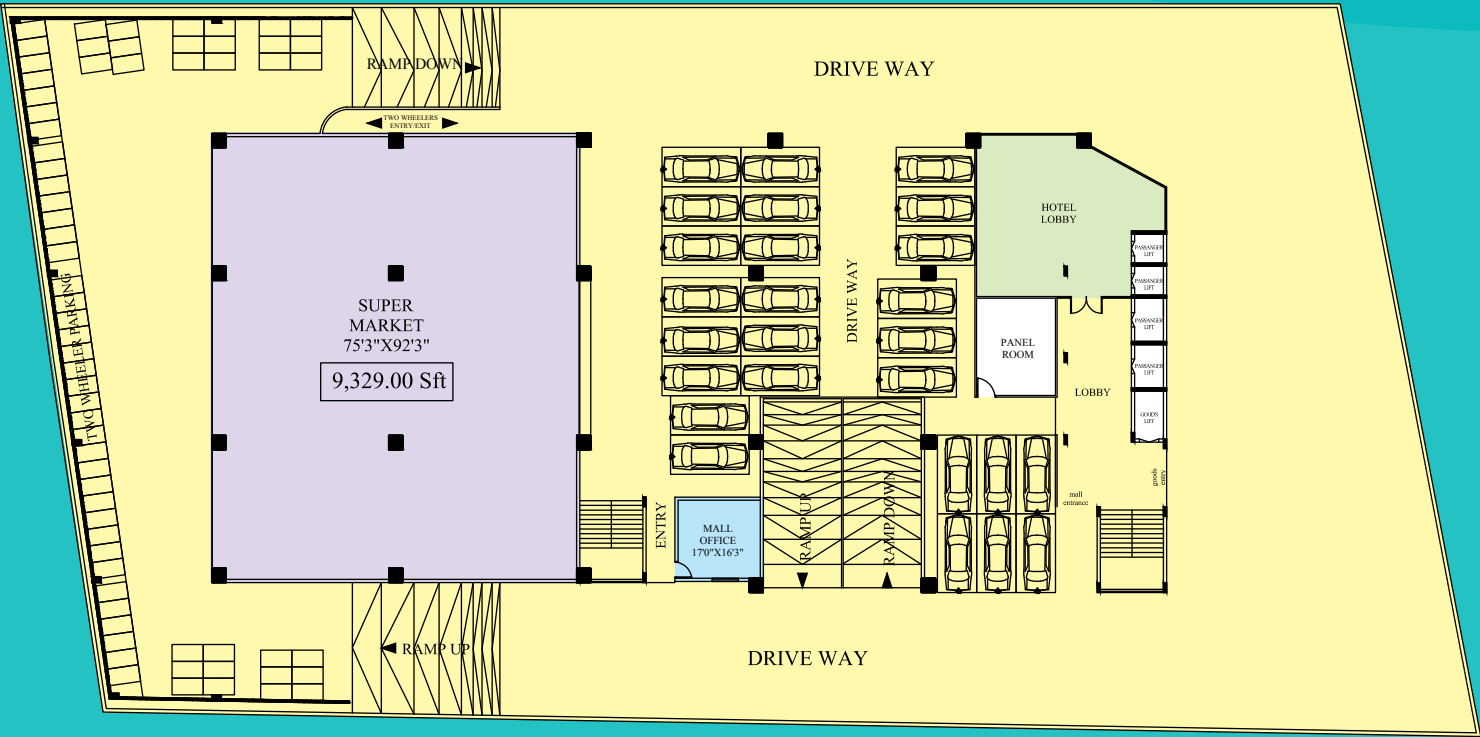 RAMP DOWN
DRIVE WAY
TWO WHEELERS
ENTRY/EXIT
HOTEL
LOBBY
PASSANGER
LIFT
PASSANGER
LIFT
PASSANGER
LIFT
PASSANGER
LIFT
GOODS
LIFT
TWO WHEELER PARKING
SUPER
MARKET
75'3"X92'3"
9,329.00 Sft
DRIVE WAY
PANEL
ROOM
LOBBY
goods
entry
mall
entrance
ENTRY
MALL
OFFICE
17'0"X16'3"
RAMP UP
RAMP DOWN
RAMP UP
DRIVE WAY